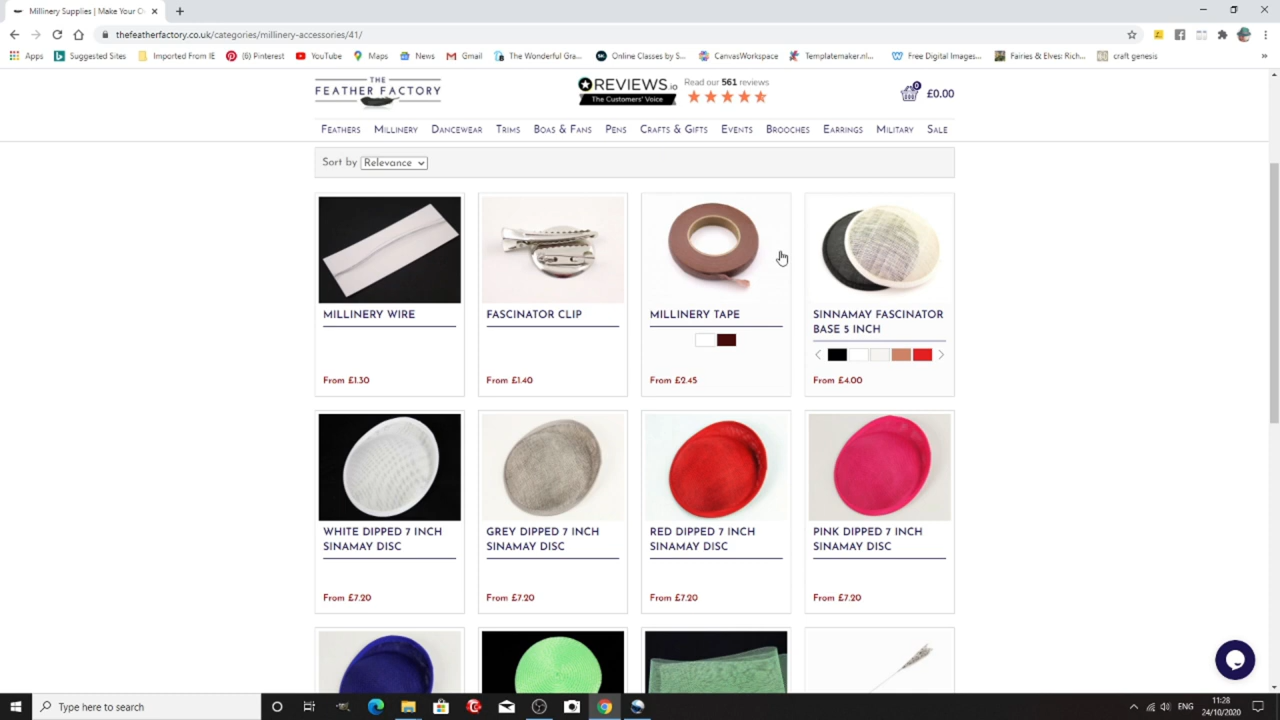 Millinery Supplies | Make Your O
thefeatherfactory.co.uk/categories/millinery-accessories/41/
Apps Suggested Sites Imported From IE (6) Pinterest YouTube Maps News Gmail The Wonderful Gra... Online Classes by S... CanvasWorkspace Templatemaker.nl... Free Digital Images... Fairies & Elves: Rich... craft genesis
THE
FEATHER FACTORY
REVIEWS.io
The Customers' Voice
Read our 561 reviews
0
£0.00
FEATHERS MILLINERY DANCEWEAR TRIMS BOAS & FANS PENS CRAFTS & GIFTS EVENTS BROOCHES EARRINGS MILITARY SALE
Sort by Relevance
MILLINERY WIRE
From £1.30
FASCINATOR CLIP
From £1.40
MILLINERY TAPE
From £2.45
SINNAMAY FASCINATOR
BASE 5 INCH
From £4.00
WHITE DIPPED 7 INCH
SINAMAY DISC
From £7.20
GREY DIPPED 7 INCH
SINAMAY DISC
From £7.20
RED DIPPED 7 INCH
SINAMAY DISC
From £7.20
PINK DIPPED 7 INCH
SINAMAY DISC
From £7.20
Type here to search
ENG
11:28
24/10/2020